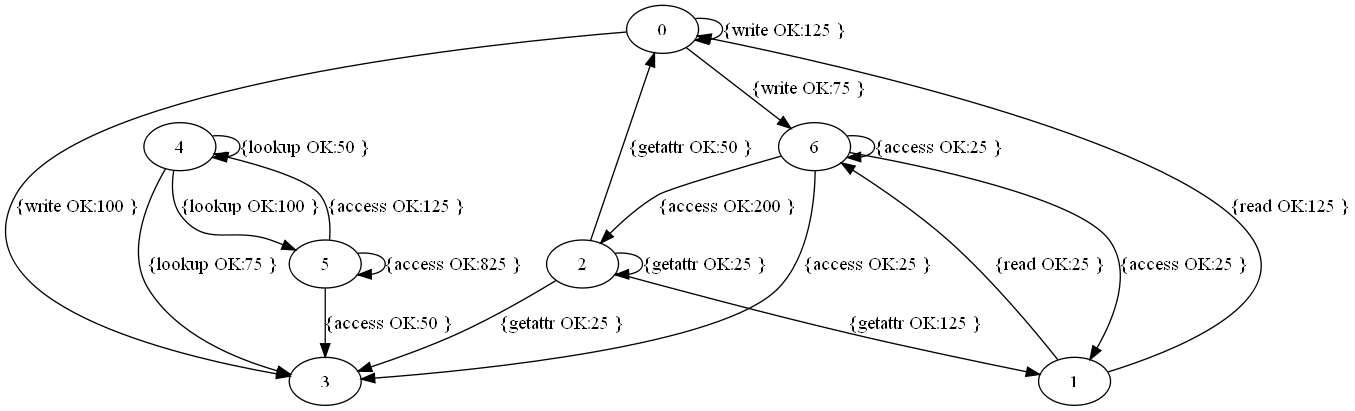 0
{write OK:125 }
{write OK:75 }
4
{lookup OK:50 }
{getattr OK:50 }
6
{access OK:25 }
{write OK:100 }
{lookup OK:100 }
{access OK:125 }
{access OK:200 }
{read OK:125 }
{lookup OK:75 }
5
{access OK:825 }
2
{getattr OK:25 }
{access OK:25 }
{read OK:25 }
{access OK:25 }
{access OK:50 }
{getattr OK:25 }
{getattr OK:125 }
3
1